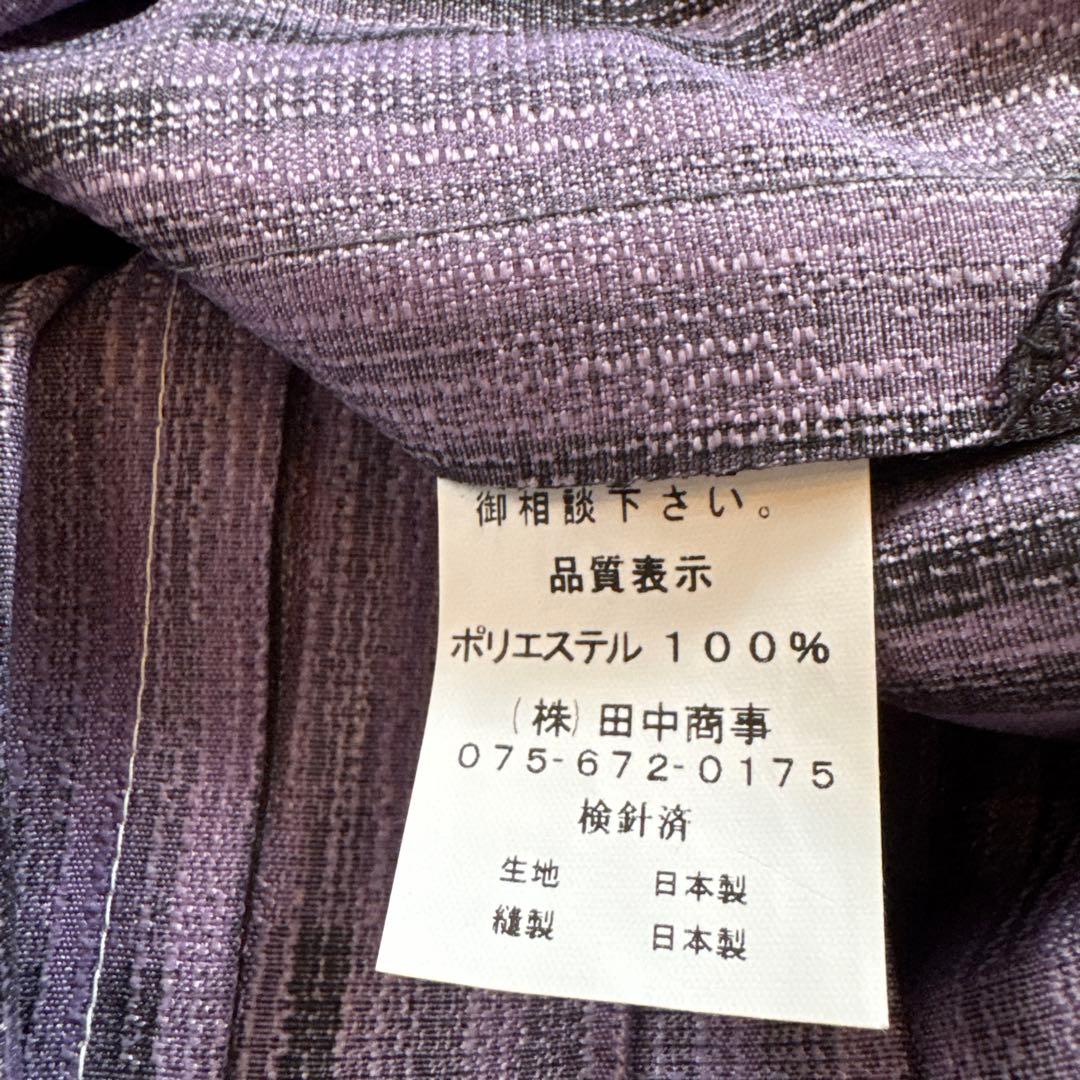 御相談下さい。
品質表示
ポリエステル 100%
(株) 田中商事
075-672-0175
検針済
生地 日本製
縫製 日本製